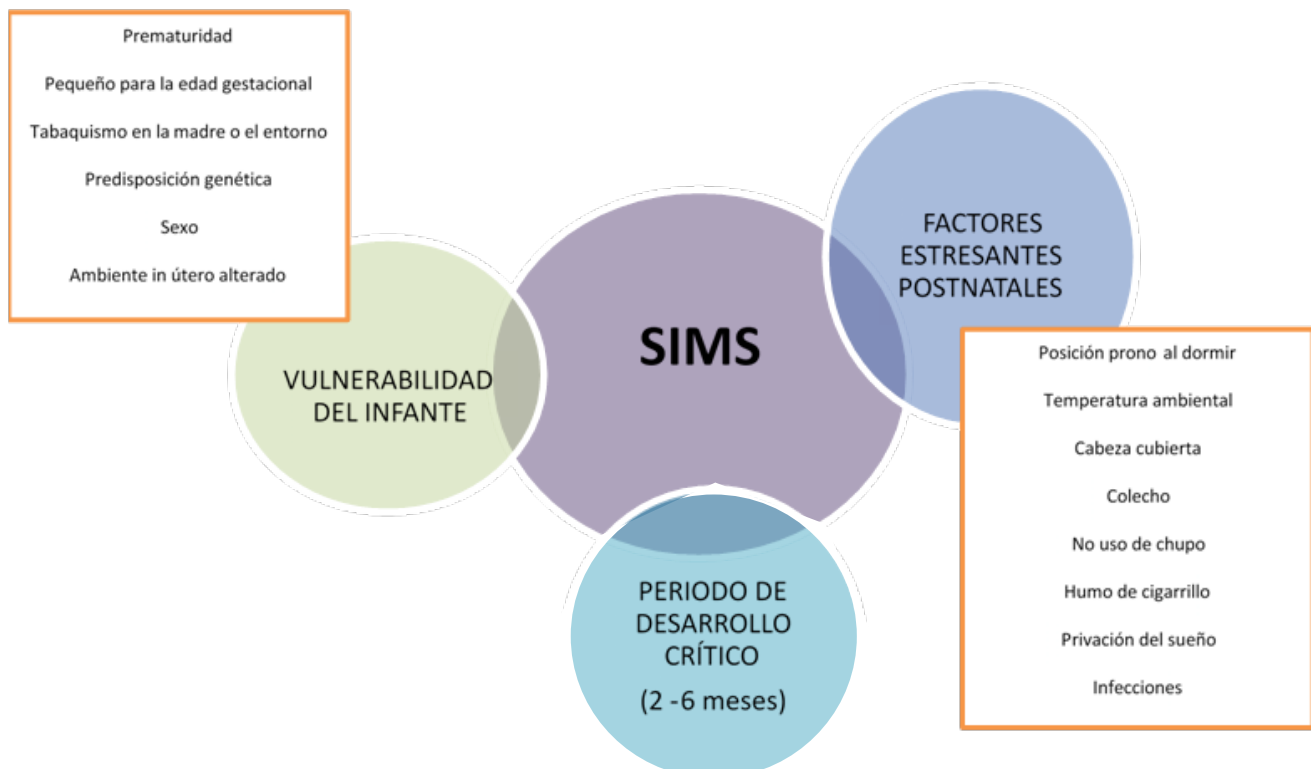 Prematuridad
Pequeño para la edad gestacional
Tabaquismo en la madre o el entorno
Predisposición genética
Sexo
Ambiente in útero alterado
VULNERABILIDAD
DEL INFANTE
SIMS
FACTORES
ESTRESANTES
POSTNATALES
Posición prono al dormir
Temperatura ambiental
Cabeza cubierta
Colecho
No uso de chupo
Humo de cigarrillo
Privación del sueño
Infecciones
PERIODO DE
DESARROLLO
CRÍTICO
(2 -6 meses)